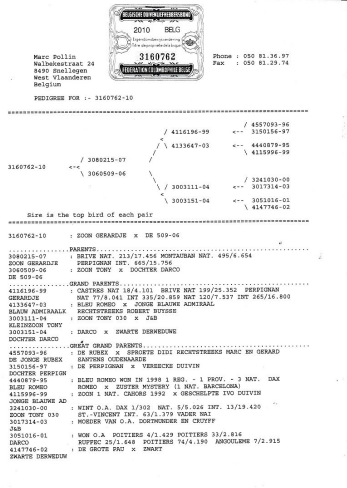 BELGISCHE DUIVENLIEFHEBBERSBOND
2010 BELG
Eigendomsbewijs van de ring
Titre de propriété de la bague
3160762
FEDERATION COLOMBOPHILE BELGE
Marc Pollin
Walbekestraat 24
8490 Snellegen
West Vlaanderen
Belgium
Phone : 050 81.36.97
Fax : 050 81.29.74
PEDIGREE FOR :- 3160762-10
/ 4557093-96
/ 4116196-99 <-- 3150156-97
<
/ \ 4133647-03 <-- 4440879-95
/ \ 4115996-99
/ 3080215-07 /
3160762-10 <-<
\ 3060509-06 \
\ / 3241030-00
\ / 3003111-04 <-- 3017314-03
<
\ 3003151-04 <-- 3051016-01
\ 4147746-02
Sire is the top bird of each pair
3160762-10 : ZOON GERARDJE x DE 509-06
PARENTS
3080215-07 : BRIVE NAT. 213/17.456 MONTAUBAN NAT. 495/6.654
ZOON GERARDJE PERPIGNAN INT. 665/15.756
3060509-06 : ZOON TONY x DOCHTER DARCO
DE 509-06
GRAND PARENTS
4116196-99 : CASTRES NAT 18/4.101 BRIVE NAT 199/25.352 PERPIGNAN
GERARDJE NAT 77/8.041 INT 335/20.859 NAT 120/7.537 INT 265/16.800
4133647-03 : BLEU ROMEO x JONGE BLAUWE ADMIRAAL
BLAUW ADMIRAALK RECHTSTREEKS ROBERT BUYSSE
3003111-04 : ZOON TONY 030 x J&B
KLEINZOON TONY
3003151-04 : DARCO x ZWARTE DERWEDUWE
DOCHTER DARCO
GREAT GRAND PARENTS
4557093-96 : DE RUBEX x SPROETE DIDI RECHTSTREEKS MARC EN GERARD
DE JONGE RUBEX SANTENS OUDENAARDE
3150156-97 : DE PERPIGNAN x VEREECKE DUIVIN
DOCHTER PERPIGN
4440879-95 : BLEU ROMEO WON IN 1998 1 REG. - 1 PROV. - 3 NAT. DAX
BLEU ROMEO ROMEO x ZUSTER MYSTERY (1 NAT. BARCELONA)
4115996-99 : ZOON 1 NAT. CAHORS 1992 x GESCHELPTE IVO DUIVIN
JONGE BLAUWE AD
3241030-00 : WINT O.A. DAX 1/302 NAT. 5/5.026 INT. 13/19.420
ZOON TONY 030 ST.-VINCENT INT. 63/1.379 VADER NAI
3017314-03 : MOEDER VAN O.A. DORTMUNDER EN CRUYFF
J&B
3051016-01 : WON O.A POITIERS 4/1.429 POITIERS 33/2.816
DARCO RUFFEC 25/1.648 POITIERS 74/4.190 ANGOULEME 7/2.915
4147746-02 : DE GROTE PAU x ZWART
ZWARTE DERWEDUW